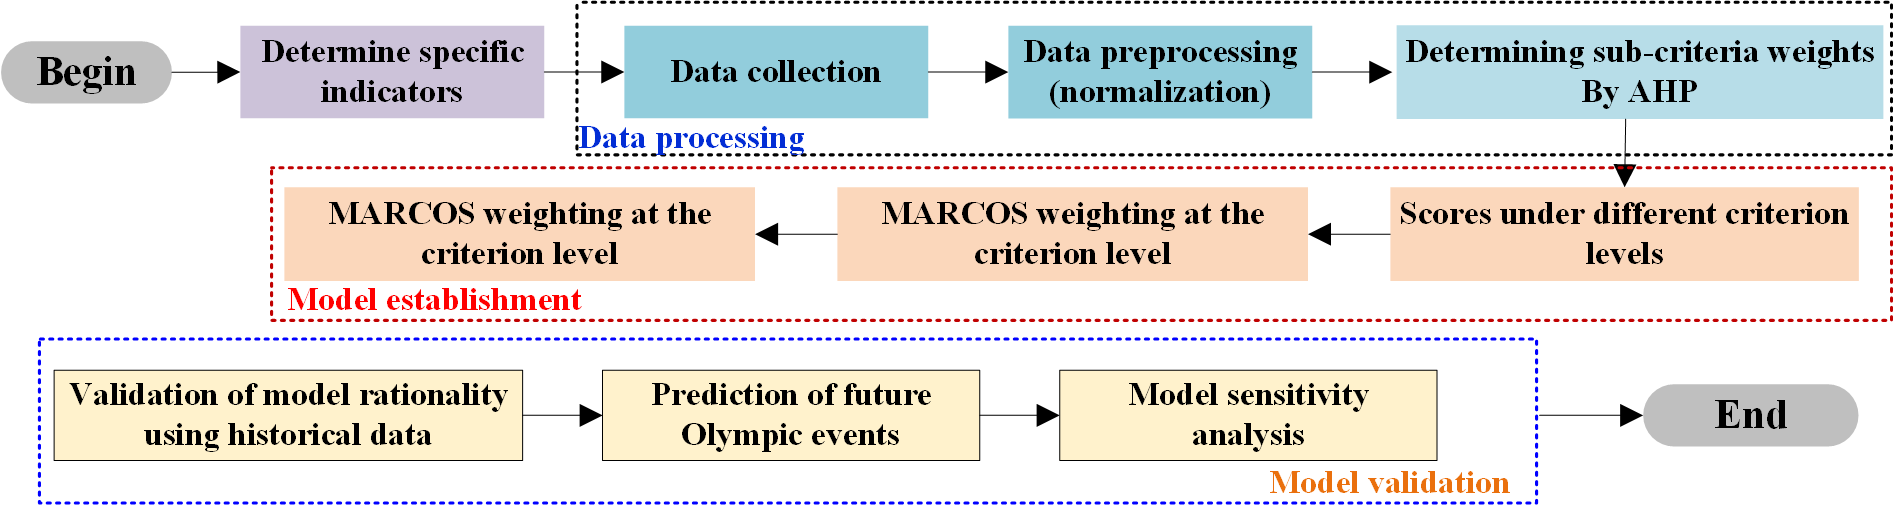 Begin
Determine specific
indicators
Data collection
Data preprocessing
(normalization)
Determining sub-criteria weights
By AHP
Data processing
Scores under different criterion
levels
MARCOS weighting at the
criterion level
MARCOS weighting at the
criterion level
Model establishment
Validation of model rationality
using historical data
Prediction of future
Olympic events
Model sensitivity
analysis
Model validation
End